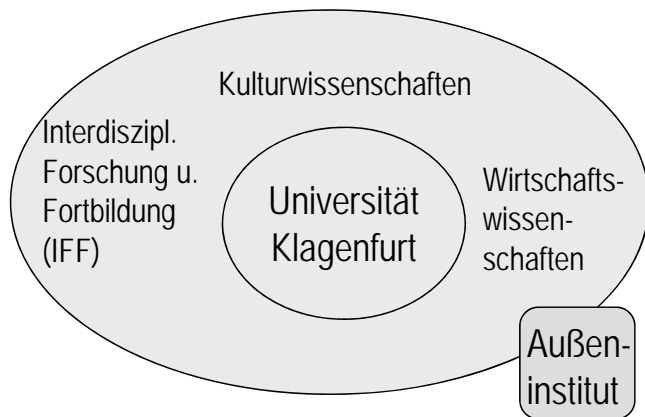 Kulturwissenschaften
Interdiszipl.
Forschung u.
Fortbildung
(IFF)
Universität
Klagenfurt
Wirtschafts-
wissen-
schaften
Außen-
institut